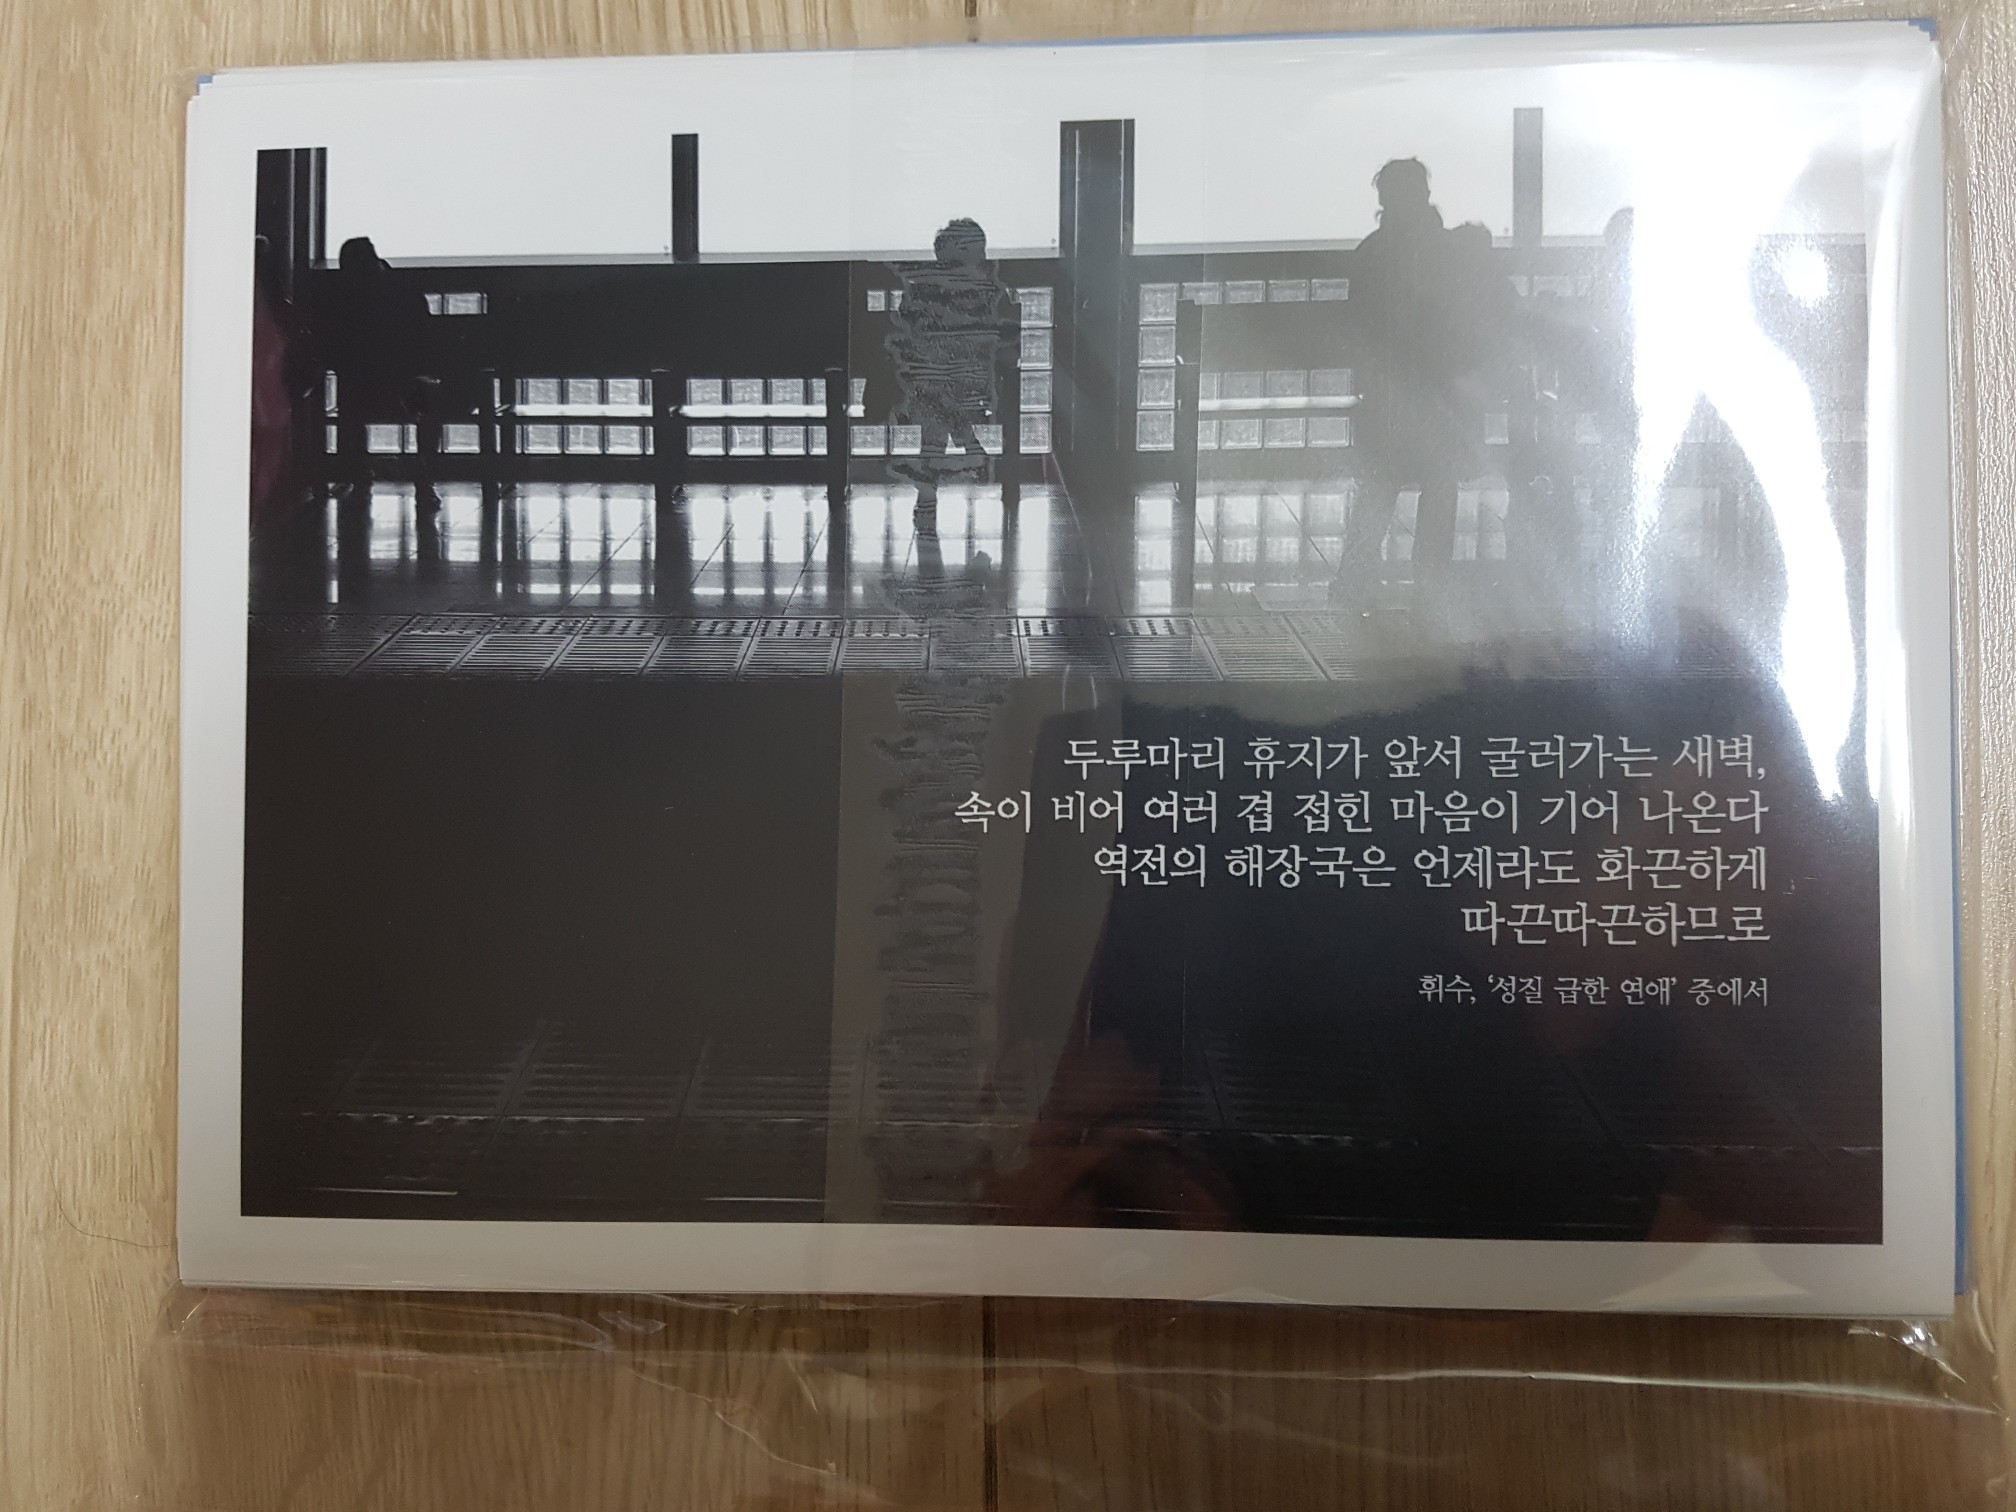 두루마리 휴지가 앞서 굴러가는 새벽,
속이 비어 여러 겹 접힌 마음이 기어 나온다
역전의 해장국은 언제라도 화끈하게
따끈따끈하므로
휘수, ‘성질 급한 연애’ 중에서